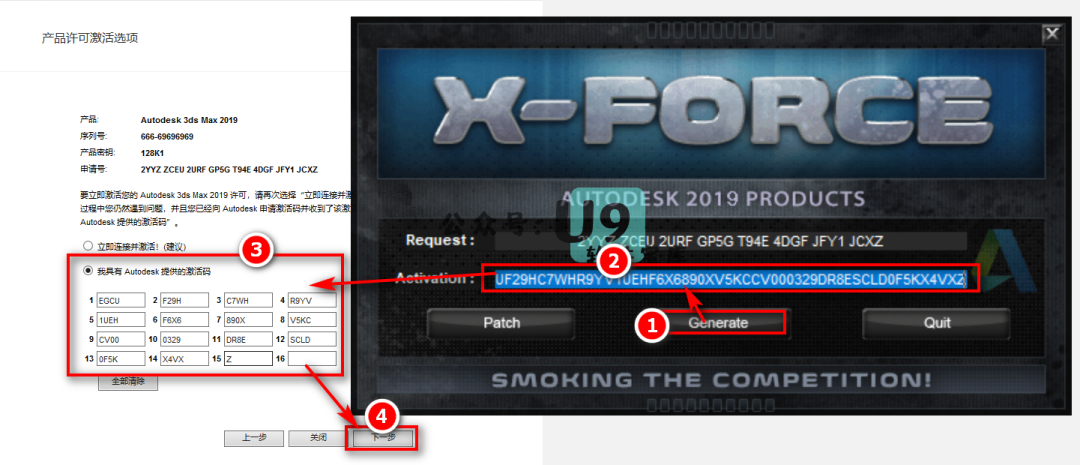 产品许可激活选项
产品: Autodesk 3ds Max 2019
序列号: 666-69696969
产品密钥: 128K1
申请号: 2YYZ ZCEU 2URF GP5G T94E 4DGF JFY1 JCXZ
要立即激活您的 Autodesk 3ds Max 2019 许可，请再次选择“立即连接并激
过程中您仍然遇到问题，并且您已经向 Autodesk 申请激活码并收到了该激
Autodesk 提供的激活码”。
立即连接并激活! (建议)
3
我具有 Autodesk 提供的激活码
1 EGCU 2 F29H 3 C7WH 4 R9YV
5 1UEH 6 F6X6 7 890X 8 V5KC
9 CV00 10 0329 11 DR8E 12 SCLD
13 0F5K 14 X4VX 15 Z 16
全部清除
4
上一步 关闭 下一步
X
X-FORCE
AUTODESK 2019 PRODUCTS
公众号:
U9
Request : 2YYZ ZCEU 2URF GP5G T94E 4DGF JFY1 JCXZ
2
Activation : UF29HC7WHR9YV1UEHF6X6890XV5KCCV000329DR8ESCLD0F5KX4VXZ
Patch 1 Generate Quit
SMOKING THE COMPETITION!